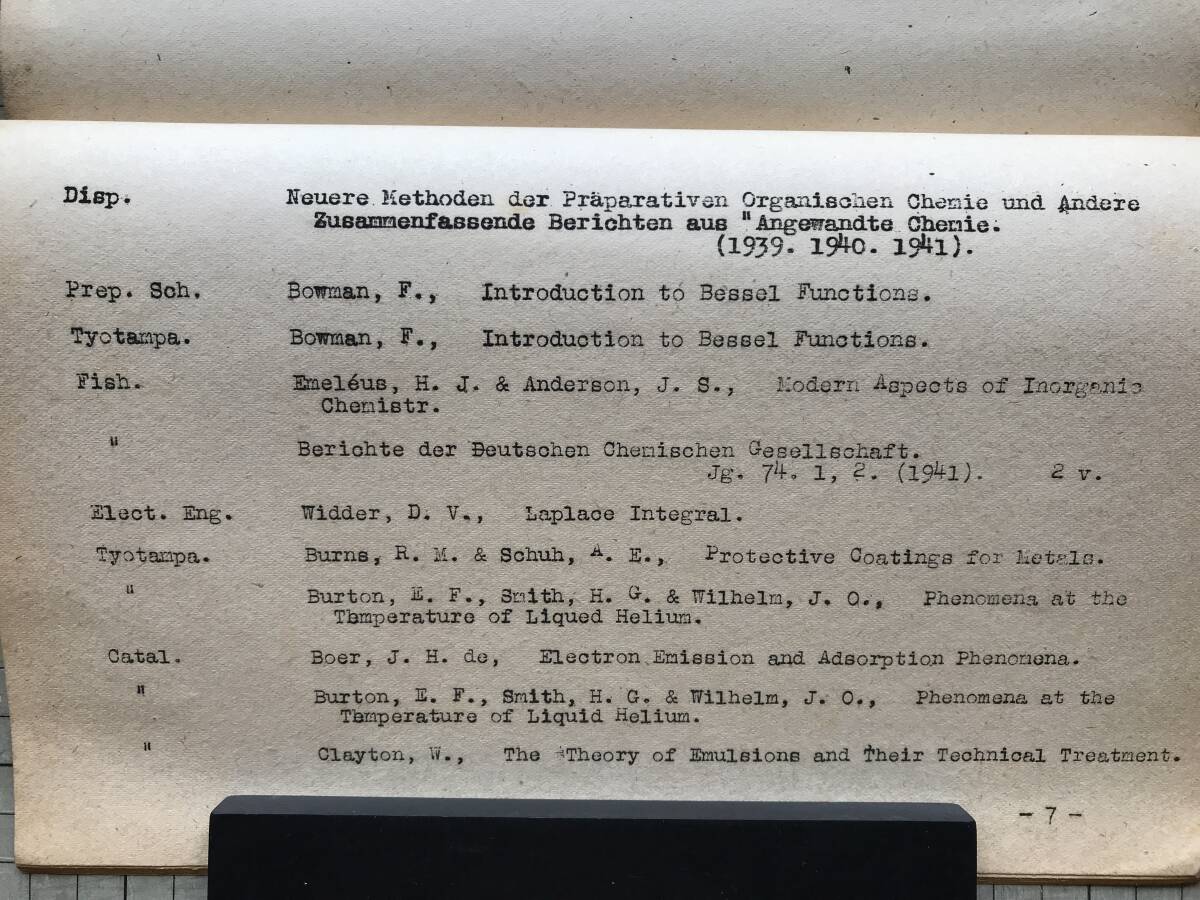 Disp. Neuere Methoden der Präparativen Organischen Chemie und Andere
Zusammenfassende Berichten aus "Angewandte Chemie.
(1939. 1940. 1941).
Prep. Sch. Bowman, F., Introduction to Bessel Functions.
Tyotampa. Bowman, F., Introduction to Bessel Functions.
Fish. Emeléus, H. J. & Anderson, J. S., Modern Aspects of Inorganic
Chemistr.
" Berichte der Deutschen Chemischen Gesellschaft.
Jg. 74. 1, 2. (1941). 2 v.
Elect. Eng. Widder, D. V., Laplace Integral.
Tyotampa. Burns, R. M. & Schuh, A. E., Protective Coatings for Metals.
" Burton, E. F., Smith, H. G. & Wilhelm, J. O., Phenomena at the
Temperature of Liqued Helium.
Catal. Boer, J. H. de, Electron Emission and Adsorption Phenomena.
" Burton, E. F., Smith, H. G. & Wilhelm, J. O., Phenomena at the
Temperature of Liquid Helium.
" Clayton, W., The Theory of Emulsions and Their Technical Treatment.
- 7 -